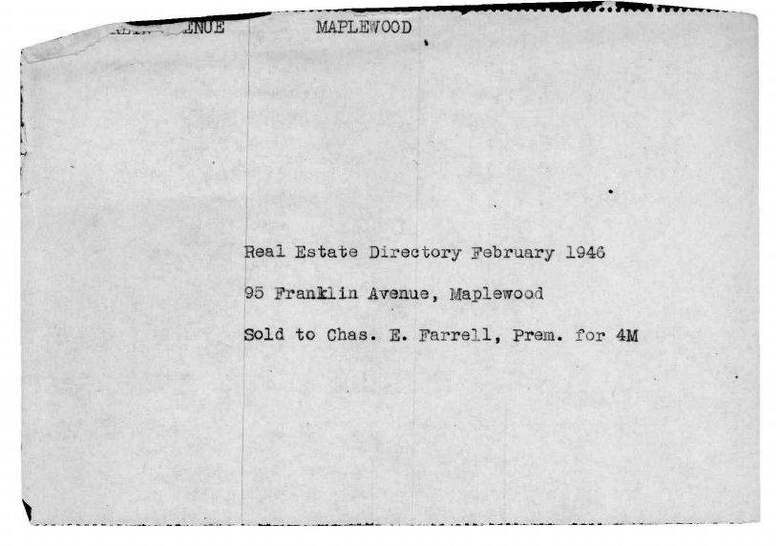 MAPLEWOOD
Real Estate Directory February 1946
95 Franklin Avenue, Maplewood
Sold to Chas. E. Farrell, Prem. for 4M